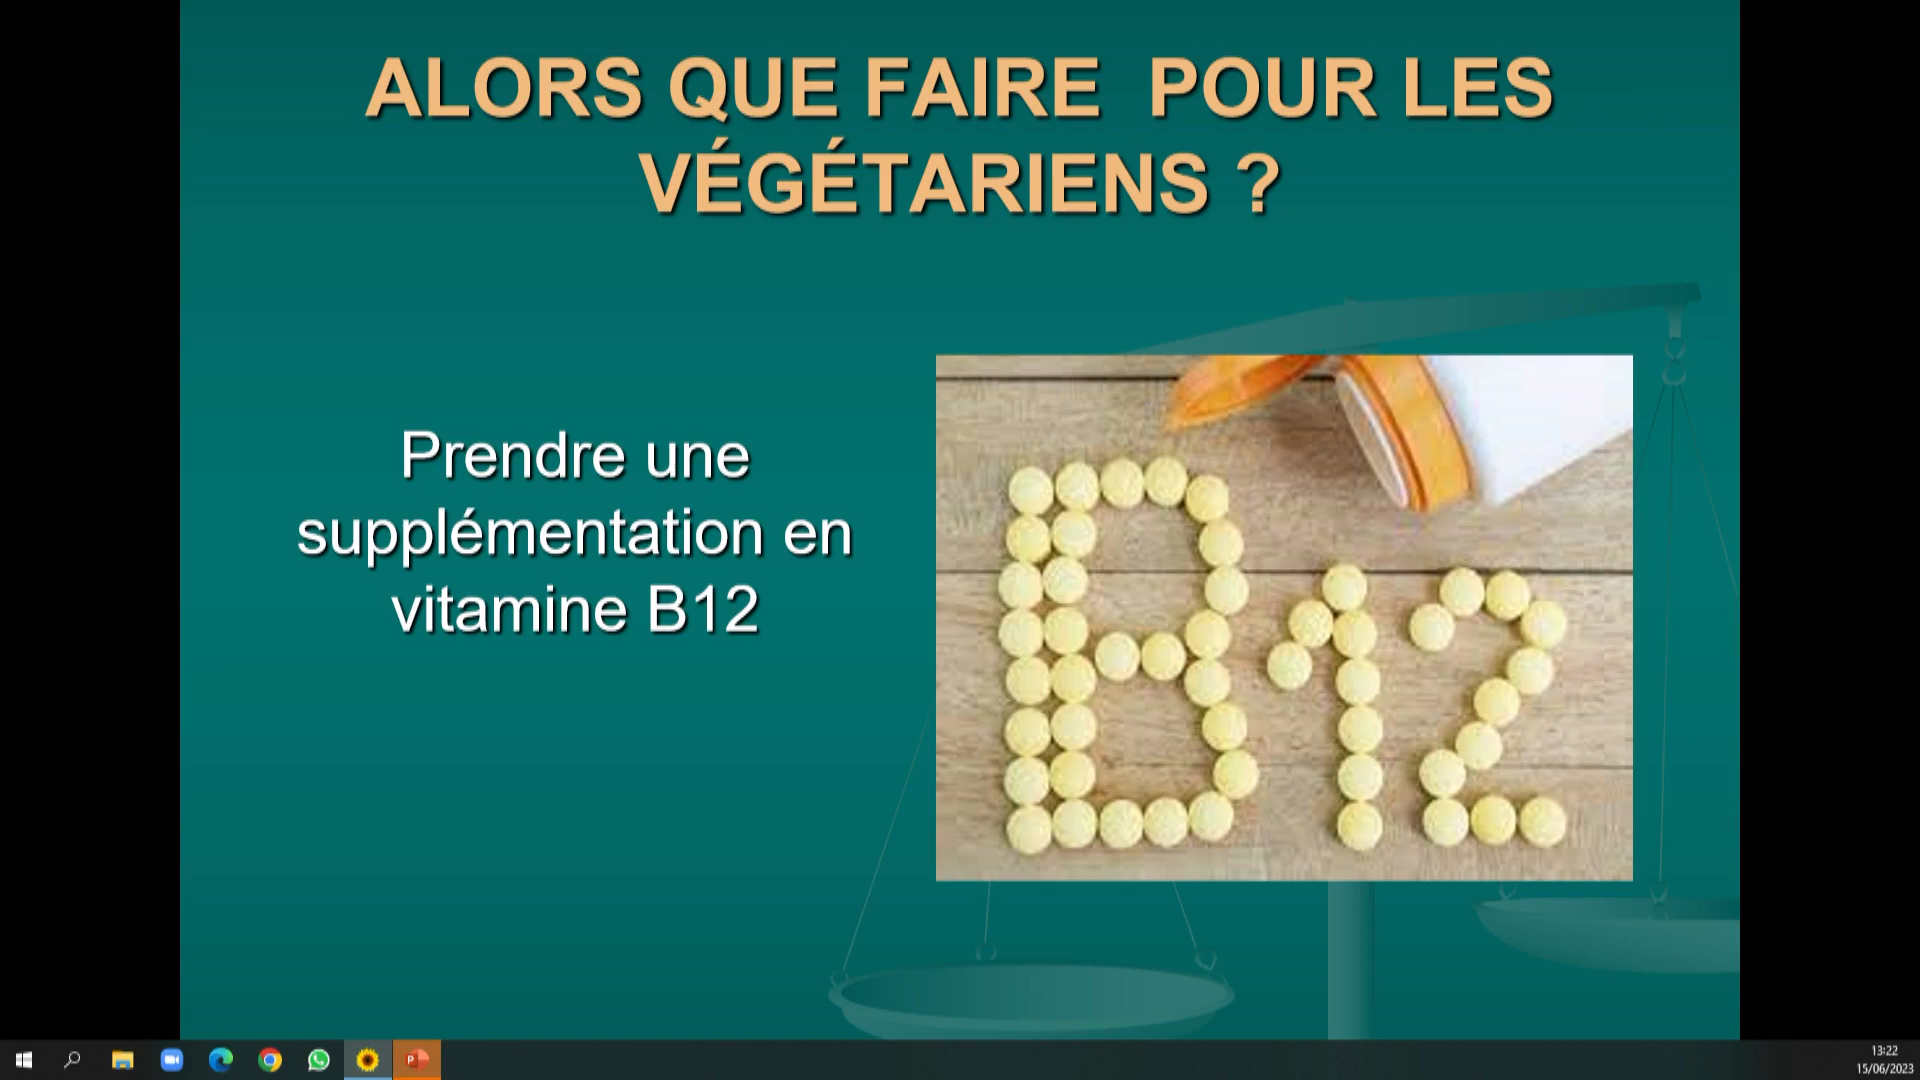 ALORS QUE FAIRE  POUR LES
VÉGÉTARIENS ?
Prendre une
supplémentation en
vitamine B12
B12
P
13:22
15/06/2023